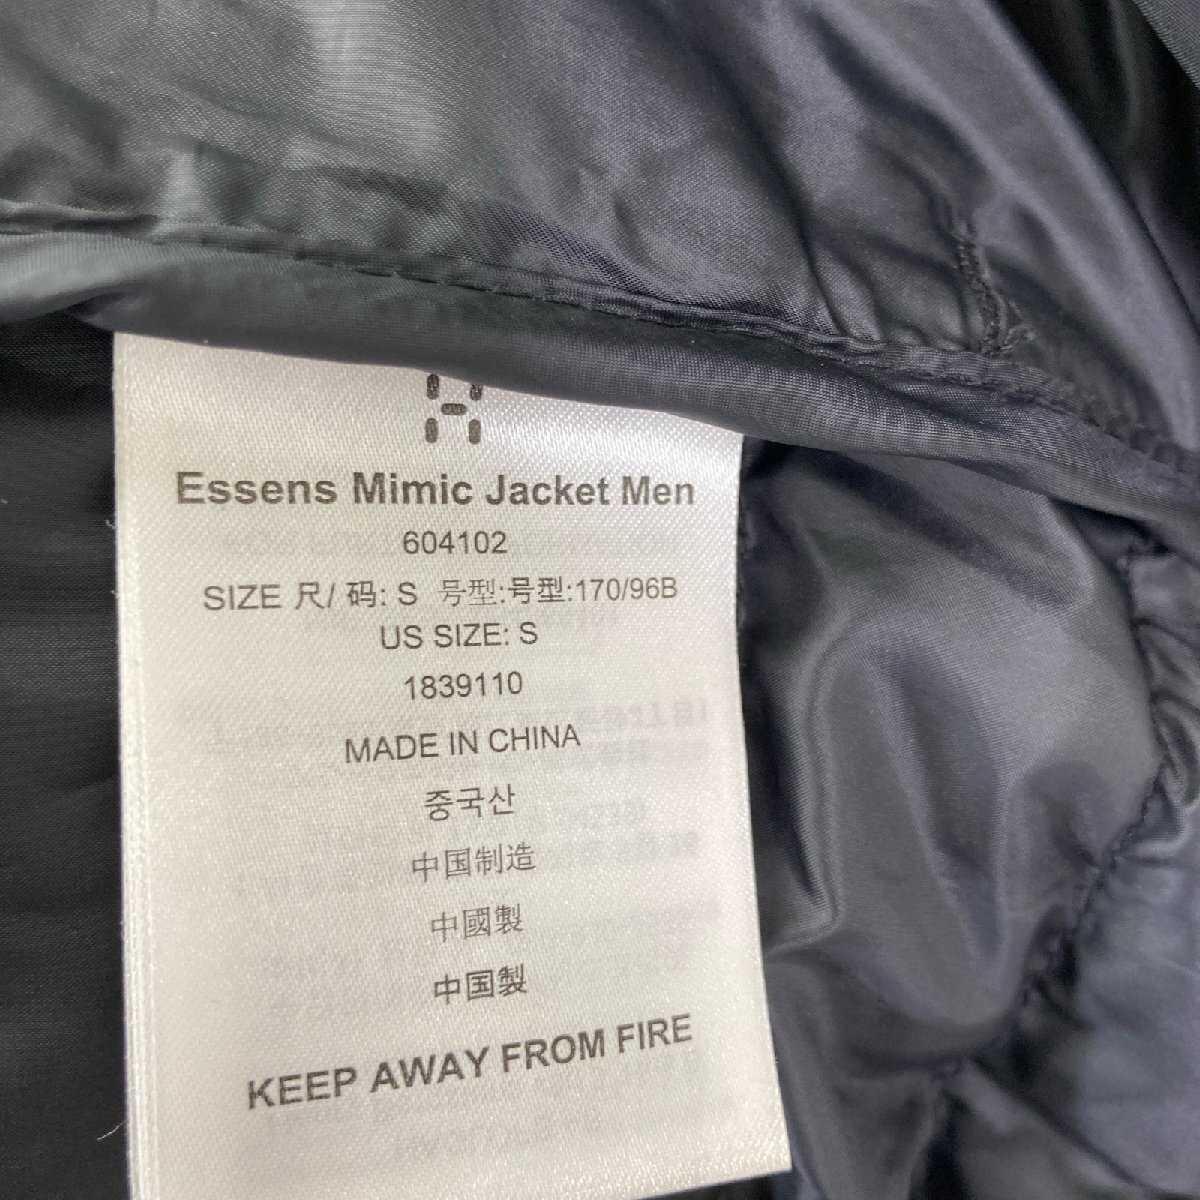 Essens Mimic Jacket Men
604102
SIZE 尺/ 码: S 号型:号型:170/96B
US SIZE: S
1839110
MADE IN CHINA
중국산
中国制造
中國製
中国製
KEEP AWAY FROM FIRE